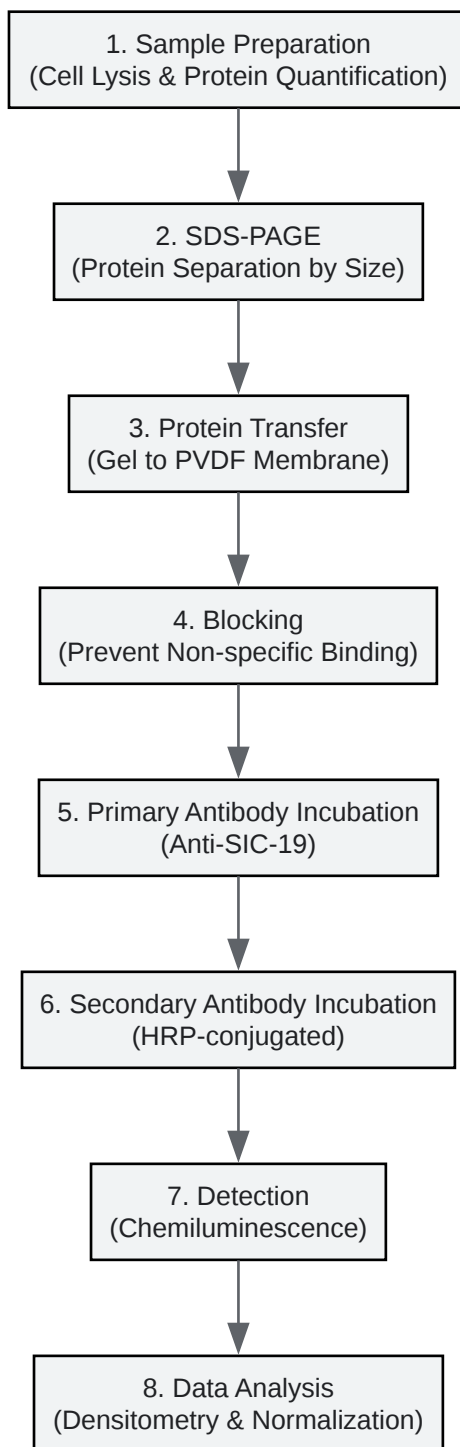 1. Sample Preparation
(Cell Lysis & Protein Quantification)
2. SDS-PAGE
(Protein Separation by Size)
3. Protein Transfer
(Gel to PVDF Membrane)
4. Blocking
(Prevent Non-specific Binding)
5. Primary Antibody Incubation
(Anti-SIC-19)
6. Secondary Antibody Incubation
(HRP-conjugated)
7. Detection
(Chemiluminescence)
8. Data Analysis
(Densitometry & Normalization)